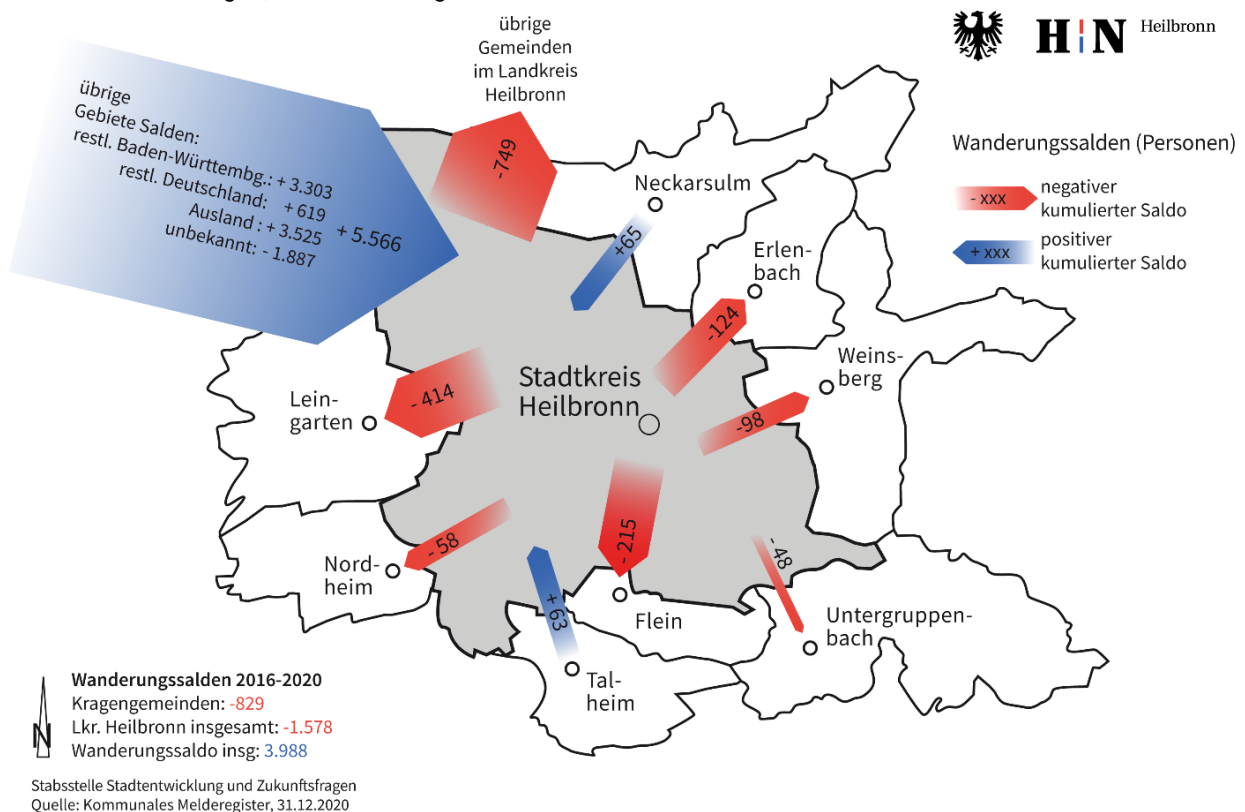 übrige
Gemeinden
im Landkreis
Heilbronn
H N Heilbronn
übrige
Gebiete Salden:
restl. Baden-Württembg.: + 3.303
restl. Deutschland: + 619
Ausland : + 3.525
unbekannt: - 1.887
+ 5.566
-749
Wanderungssalden (Personen)
- xxx
negativer
kumulierter Saldo
+ xxx
positiver
kumulierter Saldo
Neckarsulm
+65
Erlen-
bach
-124
Weins-
berg
-98
Stadtkreis
Heilbronn
Lein-
garten
- 414
Nord-
heim
- 58
- 215
Flein
+ 63
Tal-
heim
- 48
Untergruppen-
bach
N
Wanderungssalden 2016-2020
Kragengemeinden: -829
Lkr. Heilbronn insgesamt: -1.578
Wanderungssaldo insg: 3.988
Stabsstelle Stadtentwicklung und Zukunftsfragen
Quelle: Kommunales Melderegister, 31.12.2020